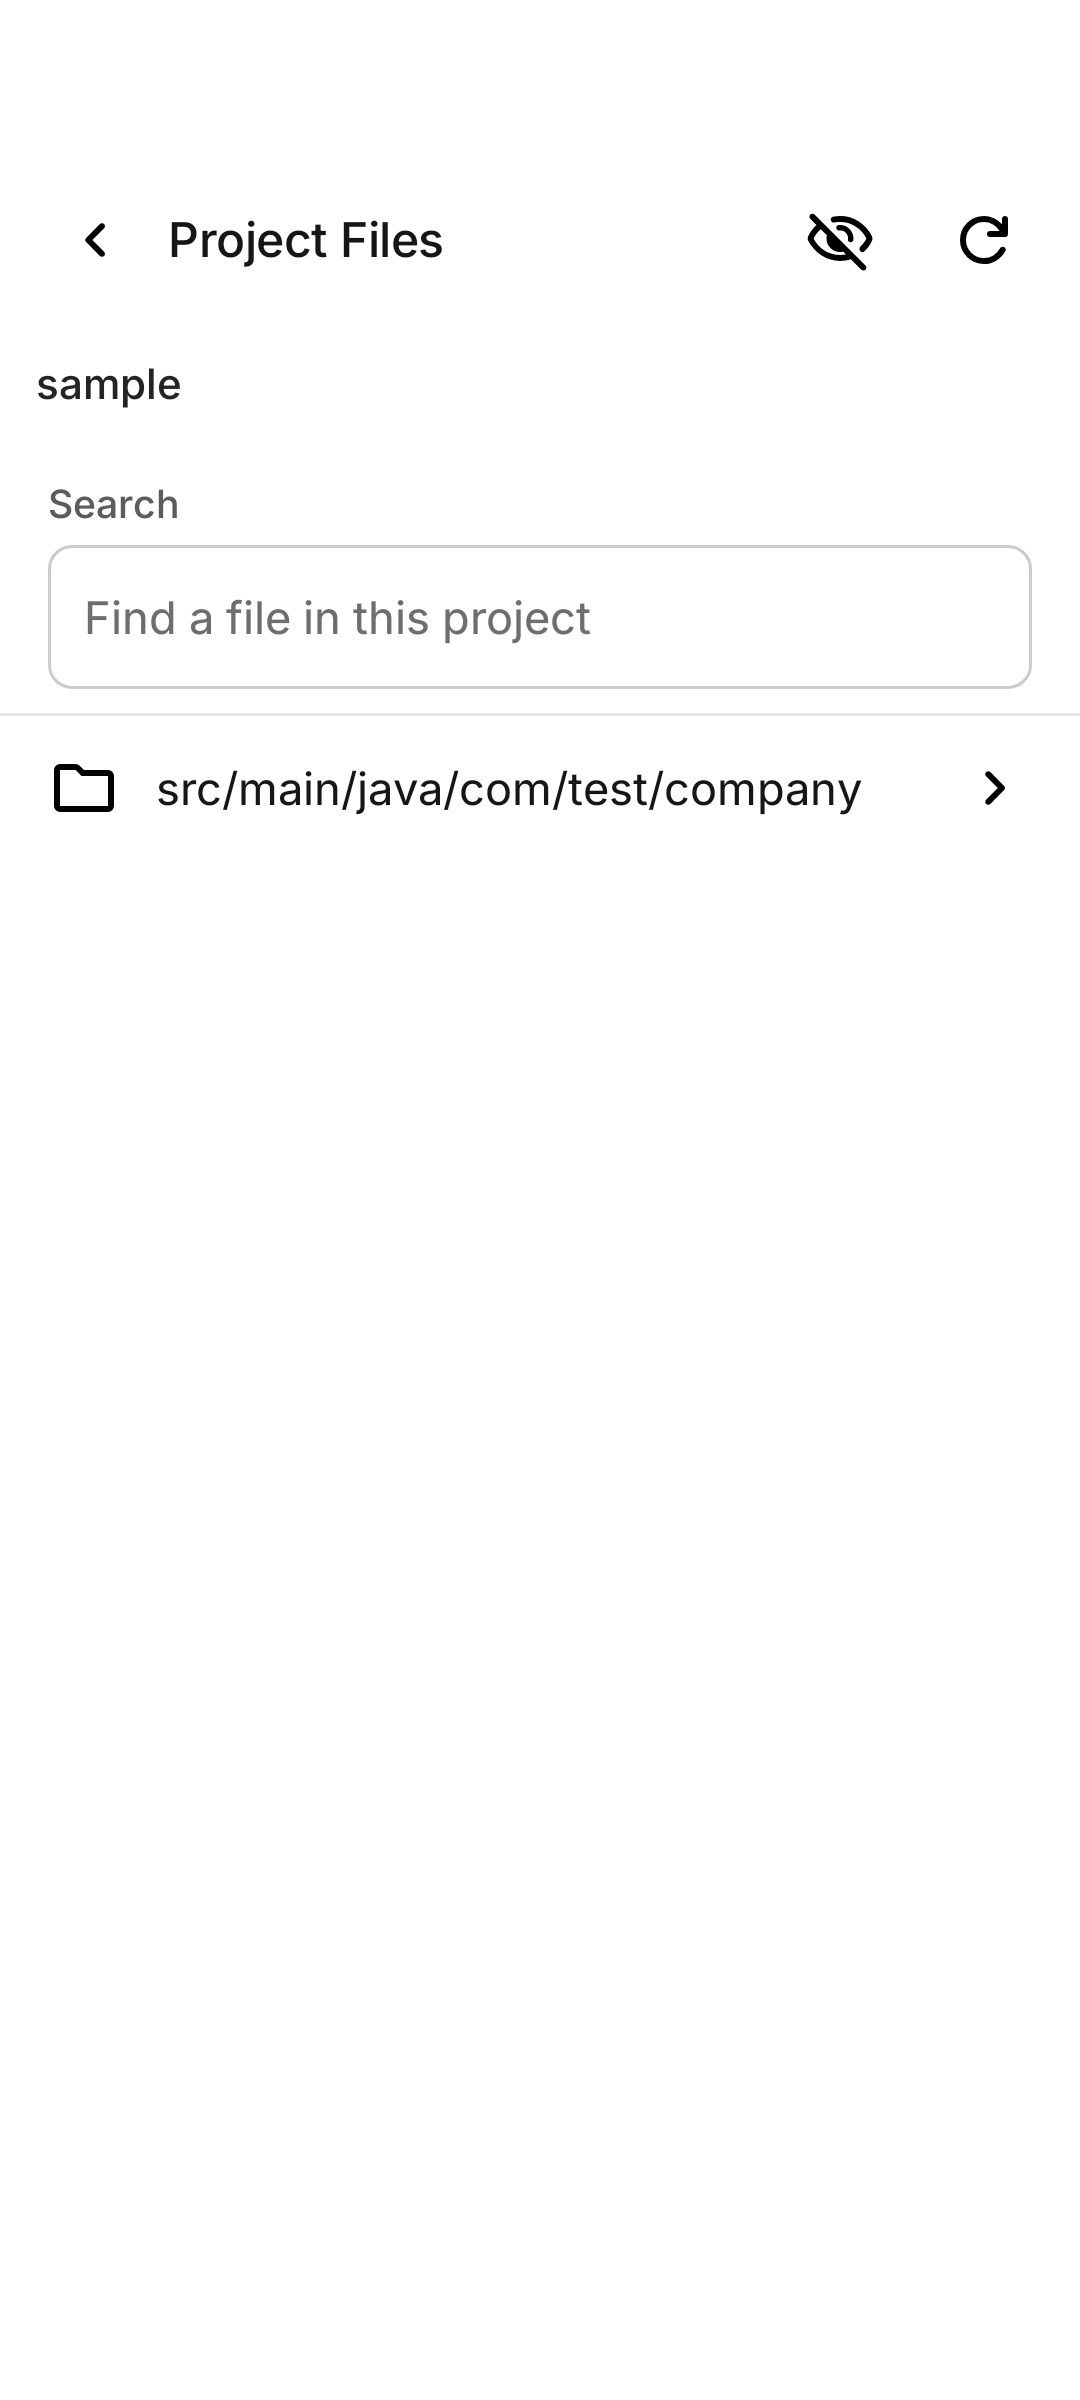 Project Files
sample
Search
Find a file in this project
src/main/java/com/test/company